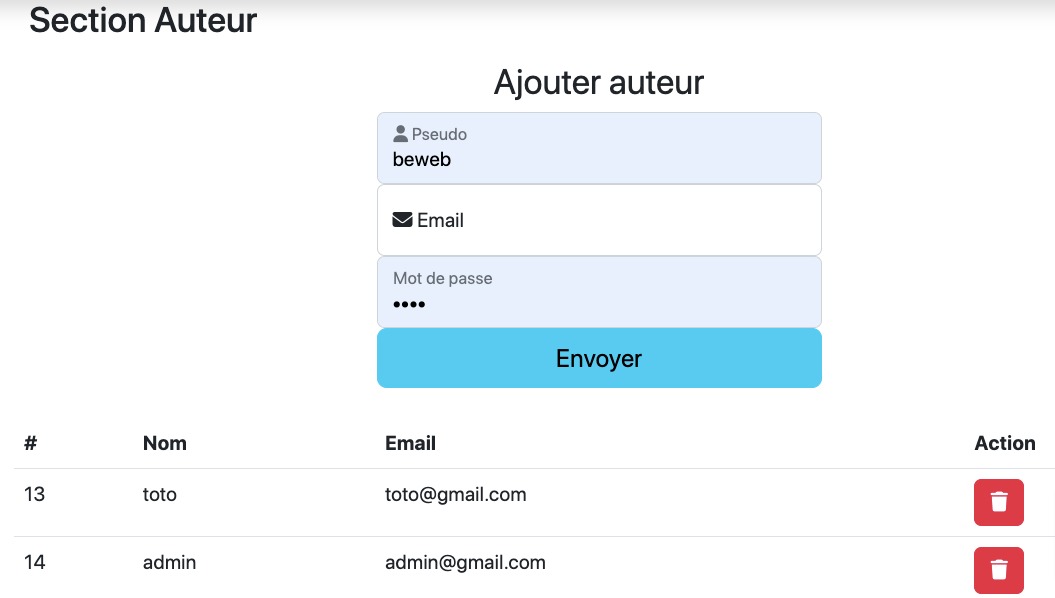 Section Auteur
Ajouter auteur
Pseudo
beweb
Email
Mot de passe
••••
Envoyer
# Nom Email Action
13 toto toto@gmail.com
14 admin admin@gmail.com